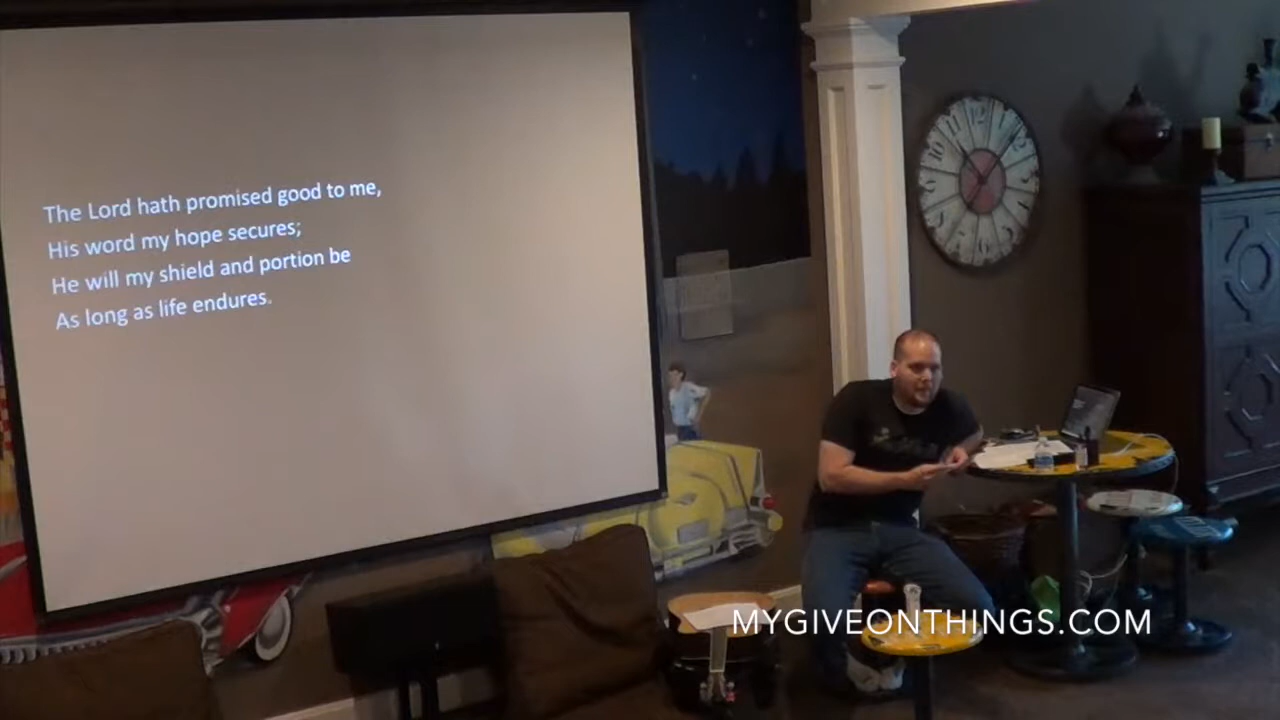 The Lord hath promised good to me,
His word my hope secures;
He will my shield and portion be
As long as life endures.
MYGIVEONTHINGS.COM